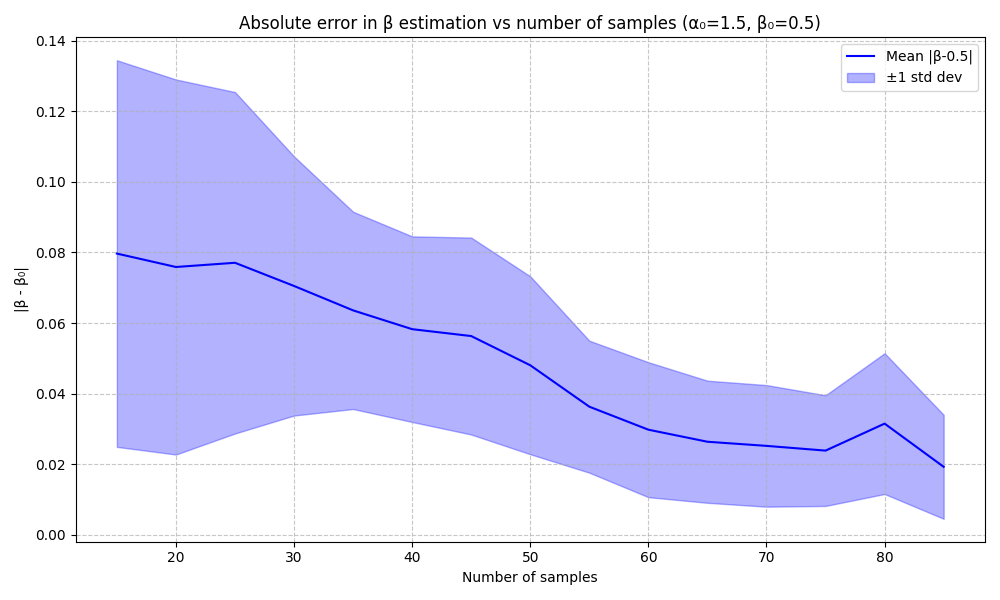 Absolute error in β estimation vs number of samples (α₀=1.5, β₀=0.5)
Mean |β-0.5|
±1 std dev
|β - β₀|
0.14
0.12
0.10
0.08
0.06
0.04
0.02
0.00
20 30 40 50 60 70 80
Number of samples